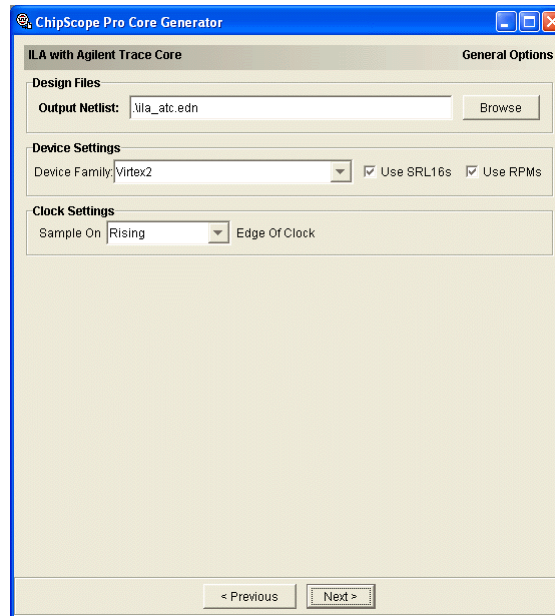 ChipScope Pro Core Generator
ILA with Agilent Trace Core General Options
Design Files
Output Netlist: .\ila_atc.edn Browse
Device Settings
Device Family: Virtex2 Use SRL16s Use RPMs
Clock Settings
Sample On Rising Edge Of Clock
< Previous Next >